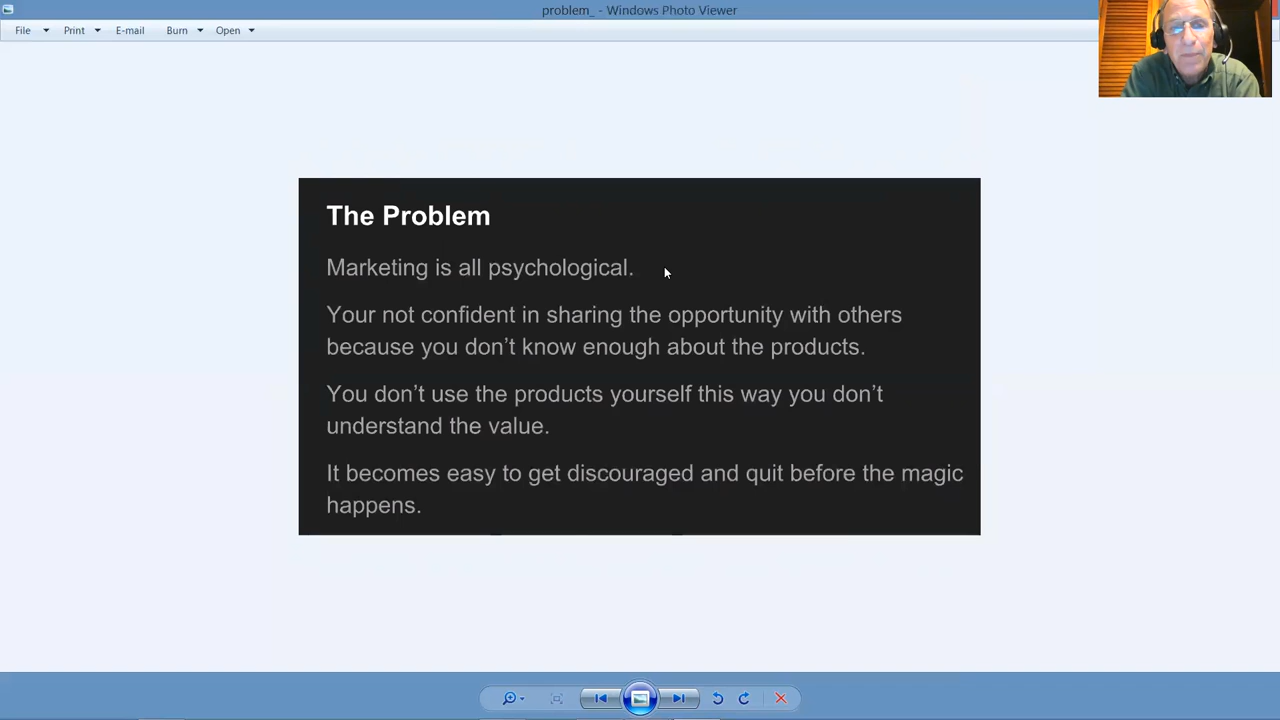 problem_ - Windows Photo Viewer
File Print E-mail Burn Open
The Problem
Marketing is all psychological.
Your not confident in sharing the opportunity with others
because you don’t know enough about the products.
You don’t use the products yourself this way you don’t
understand the value.
It becomes easy to get discouraged and quit before the magic
happens.